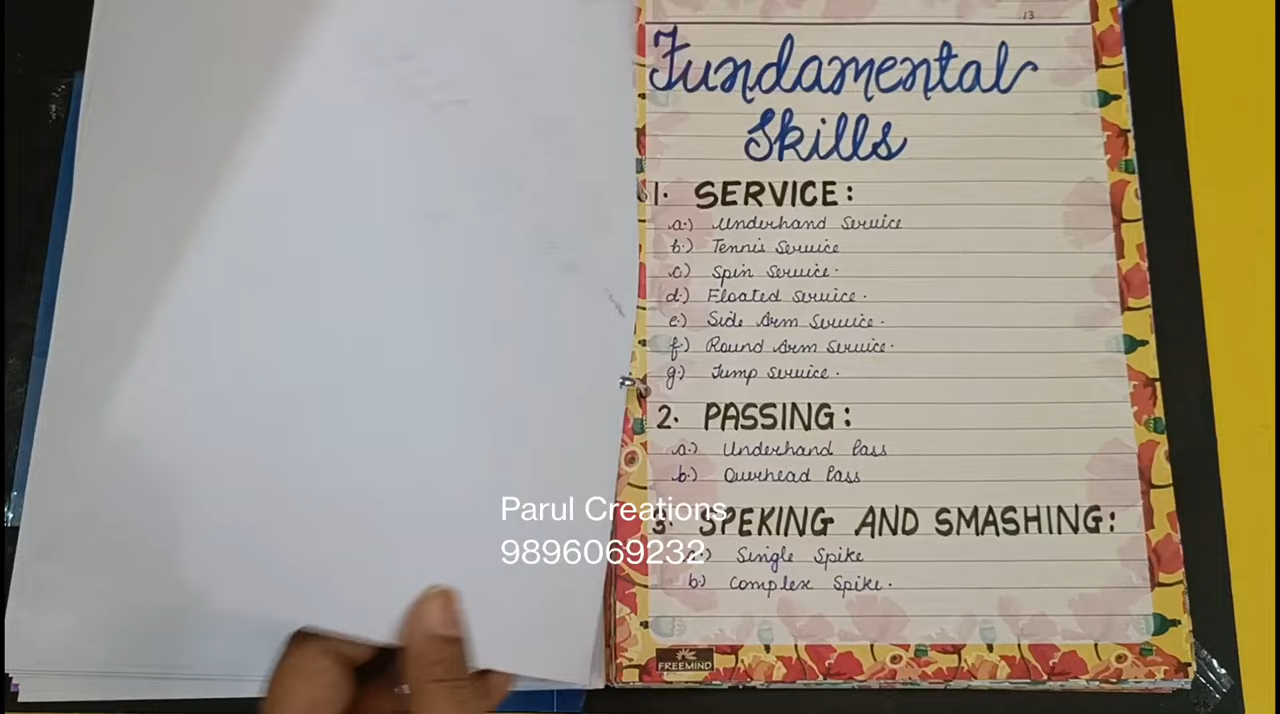 13
Fundamental
Skills
1. SERVICE:
a.) Underhand Service
b.) Tennis Service
c) Spin Service.
d.) Floated Service.
e.) Side Arm Service.
f.) Round Arm Service.
g.) Jump Service.
2. PASSING:
a.) Underhand Pass
b.) Overhead Pass
3. SPEKING AND SMASHING:
a.) Single Spike
b.) Complex Spike.
Parul Creations
9896069232
FREEMIND